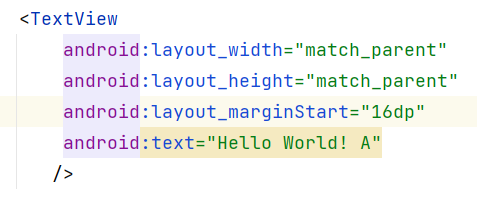 <TextView
android:layout_width="match_parent"
android:layout_height="match_parent"
android:layout_marginStart="16dp"
android:text="Hello World! A"
/>